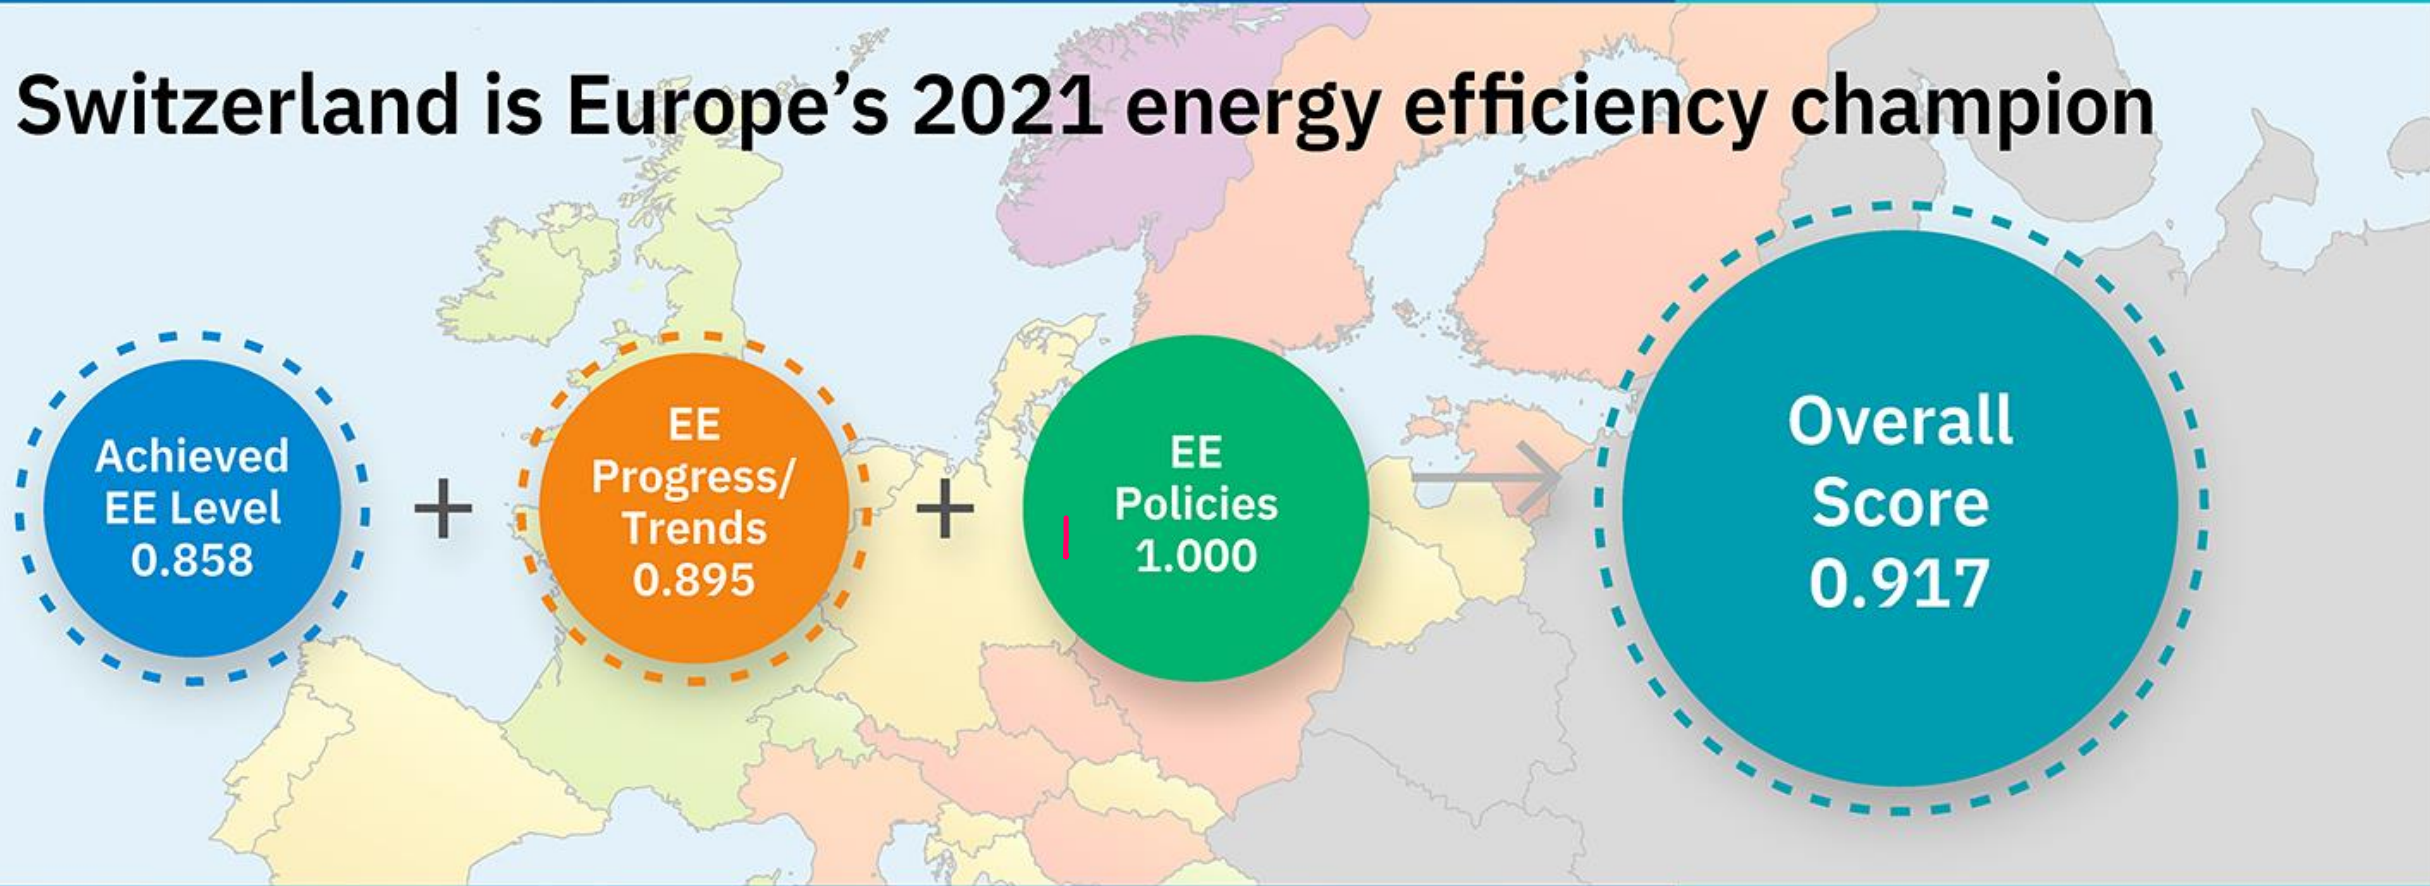 Switzerland is Europe’s 2021 energy efficiency champion
Achieved
EE Level
0.858
+
EE
Progress/
Trends
0.895
+
EE
Policies
1.000
Overall
Score
0.917